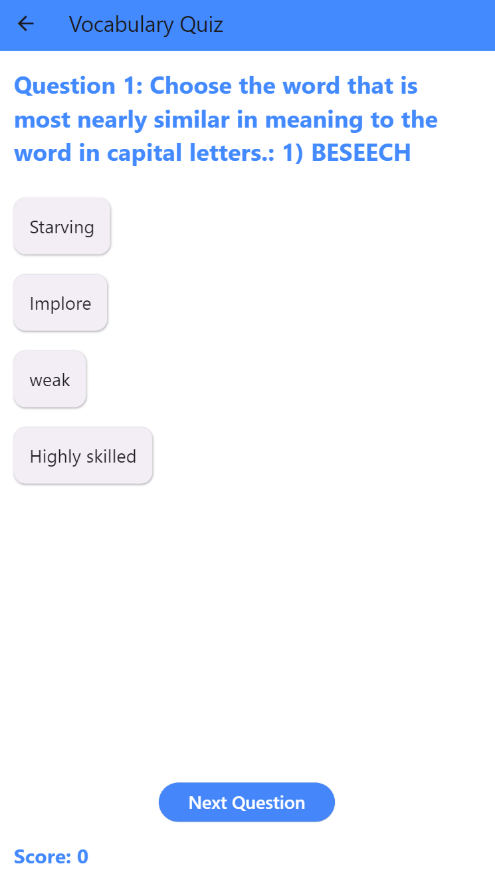 Vocabulary Quiz
Question 1: Choose the word that is
most nearly similar in meaning to the
word in capital letters.: 1) BESEECH
Starving
Implore
weak
Highly skilled
Next Question
Score: 0